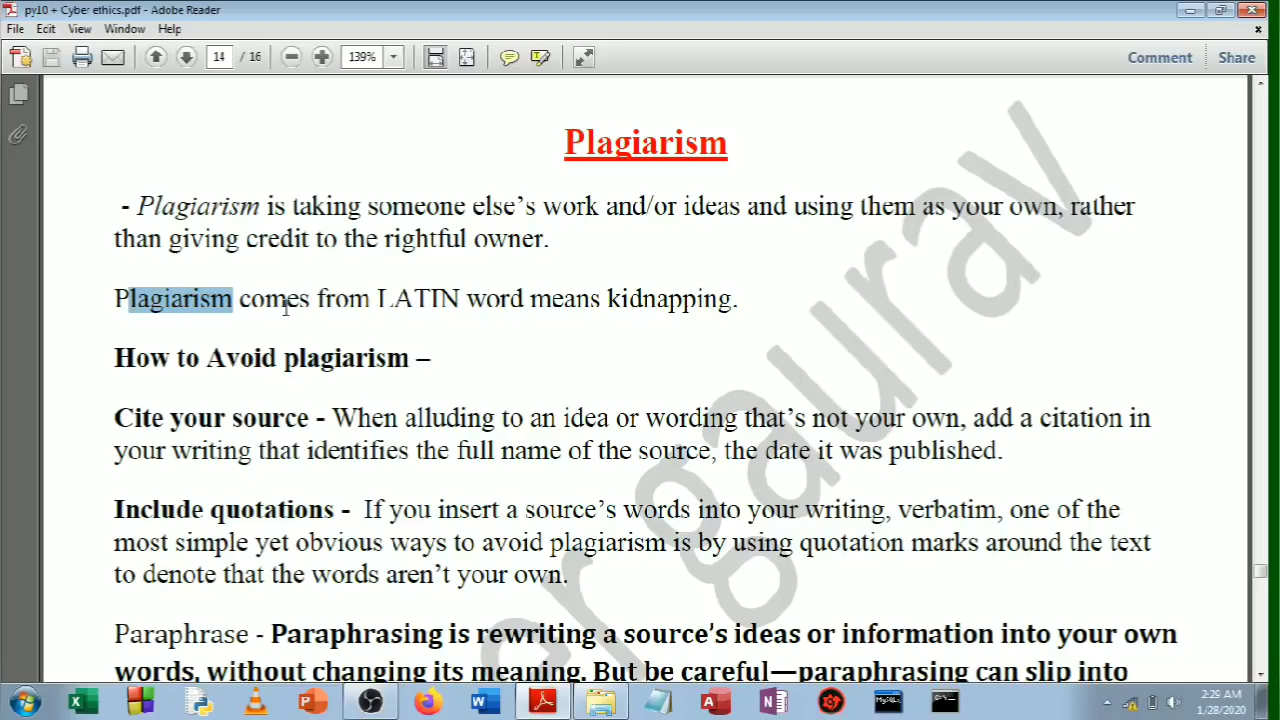 py10 + Cyber ethics.pdf - Adobe Reader
File Edit View Window Help
14 / 16 139% Comment Share
Plagiarism
- Plagiarism is taking someone else’s work and/or ideas and using them as your own, rather
than giving credit to the rightful owner.
Plagiarism comes from LATIN word means kidnapping.
How to Avoid plagiarism –
Cite your source - When alluding to an idea or wording that’s not your own, add a citation in
your writing that identifies the full name of the source, the date it was published.
Include quotations - If you insert a source’s words into your writing, verbatim, one of the
most simple yet obvious ways to avoid plagiarism is by using quotation marks around the text
to denote that the words aren’t your own.
Paraphrase - Paraphrasing is rewriting a source’s ideas or information into your own
words, without changing its meaning. But be careful—paraphrasing can slip into
er gaurav
2:29 AM
1/28/2020